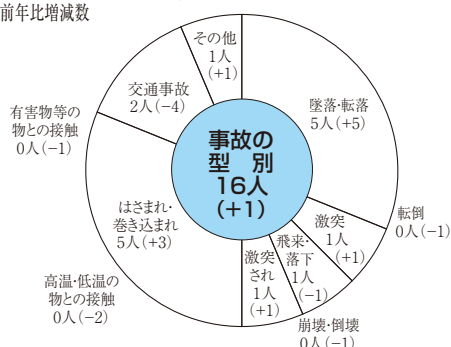 前年比増減数
その他
1人
(+1)
交通事故
2人(−4)
墜落・転落
5人(+5)
有害物等の
物との接触
0人(−1)
事故の
型　別
16人
(+1)
はさまれ・
巻き込まれ
5人(+3)
転倒
0人(−1)
激突
1人
(+1)
飛来・
落下
1人
(−1)
激突
され
1人
(+1)
高温・低温の
物との接触
0人(−2)
崩壊・倒壊
0人(−1)